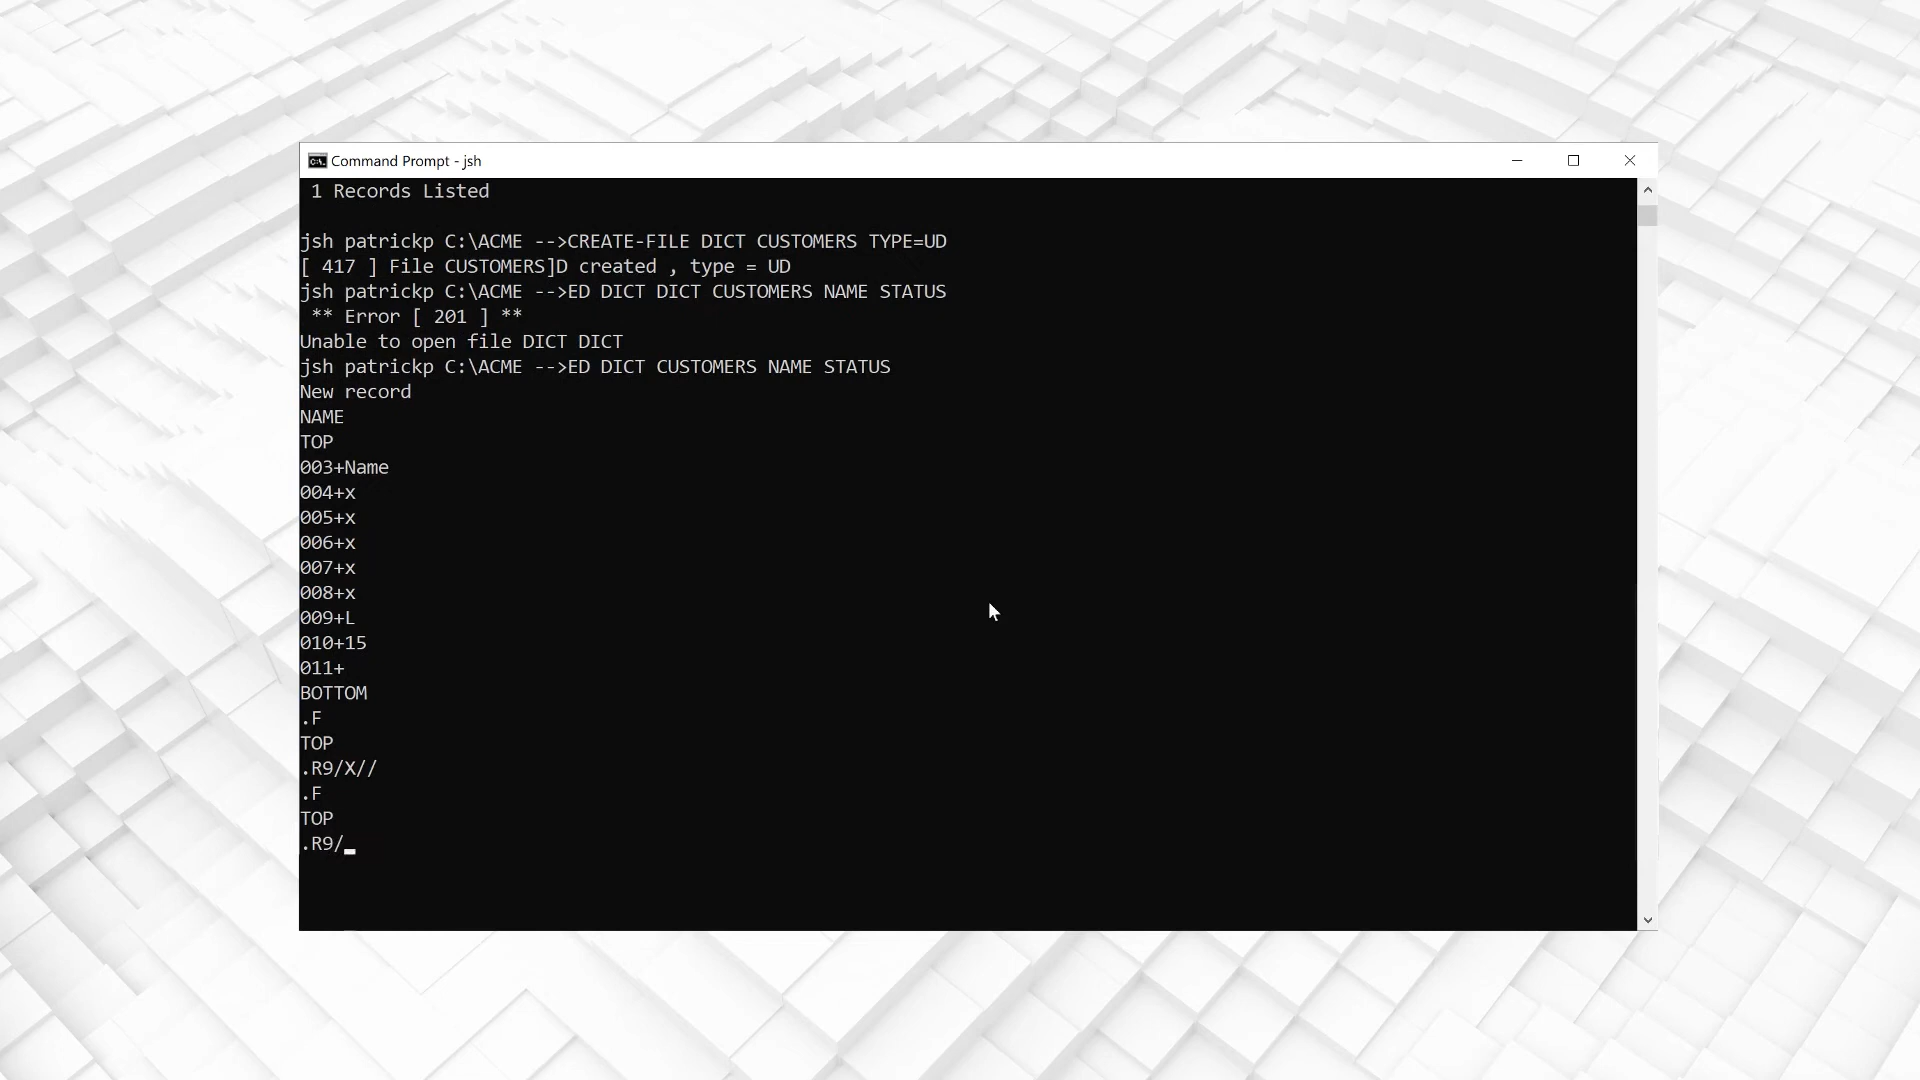 Command Prompt - jsh
1 Records Listed
jsh patrickp C:\ACME -->CREATE-FILE DICT CUSTOMERS TYPE=UD
[ 417 ] File CUSTOMERS]D created , type = UD
jsh patrickp C:\ACME -->ED DICT DICT CUSTOMERS NAME STATUS
** Error [ 201 ] **
Unable to open file DICT DICT
jsh patrickp C:\ACME -->ED DICT CUSTOMERS NAME STATUS
New record
NAME
TOP
003+Name
004+x
005+x
006+x
007+x
008+x
009+L
010+15
011+
BOTTOM
.F
TOP
.R9/X//
.F
TOP
.R9/